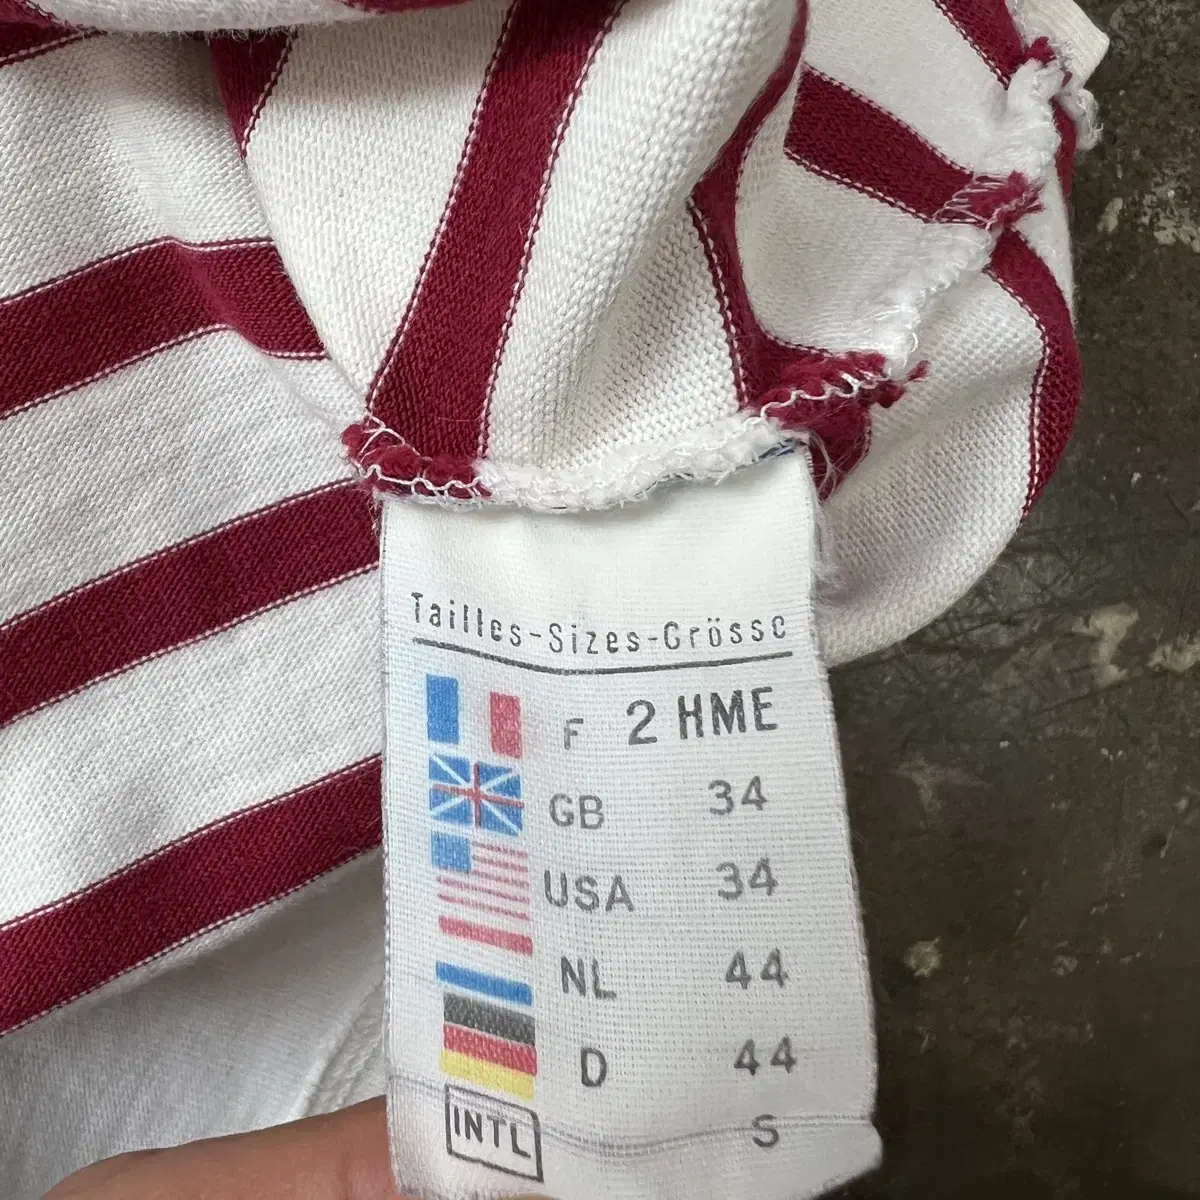 Tailles-Sizes-Grösse
F 2 HME
GB 34
USA 34
NL 44
D 44
INTL S